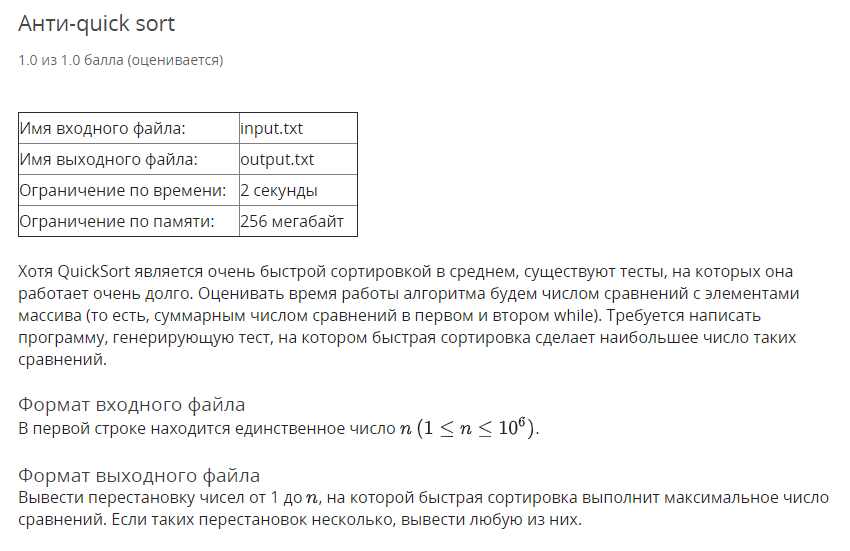 Анти-quick sort
1.0 из 1.0 балла (оценивается)
Имя входного файла: input.txt
Имя выходного файла: output.txt
Ограничение по времени: 2 секунды
Ограничение по памяти: 256 мегабайт
Хотя QuickSort является очень быстрой сортировкой в среднем, существуют тесты, на которых она
работает очень долго. Оценивать время работы алгоритма будем числом сравнений с элементами
массива (то есть, суммарным числом сравнений в первом и втором while). Требуется написать
программу, генерирующую тест, на котором быстрая сортировка сделает наибольшее число таких
сравнений.
Формат входного файла
В первой строке находится единственное число n (1 ≤ n ≤ 10⁶).
Формат выходного файла
Вывести перестановку чисел от 1 до n, на которой быстрая сортировка выполнит максимальное число
сравнений. Если таких перестановок несколько, вывести любую из них.